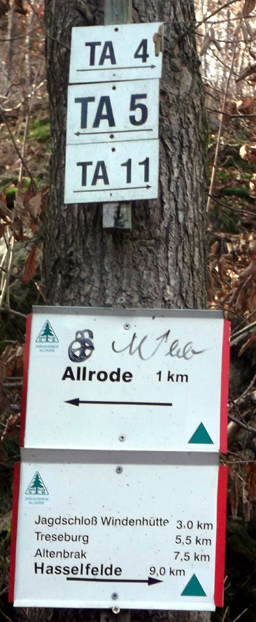 TA 4
TA 5
TA 11
Allrode 1 km
Jagdschloß Windenhütte 3,0 km
Treseburg 5,5 km
Altenbrak 7,5 km
Hasselfelde 9,0 km